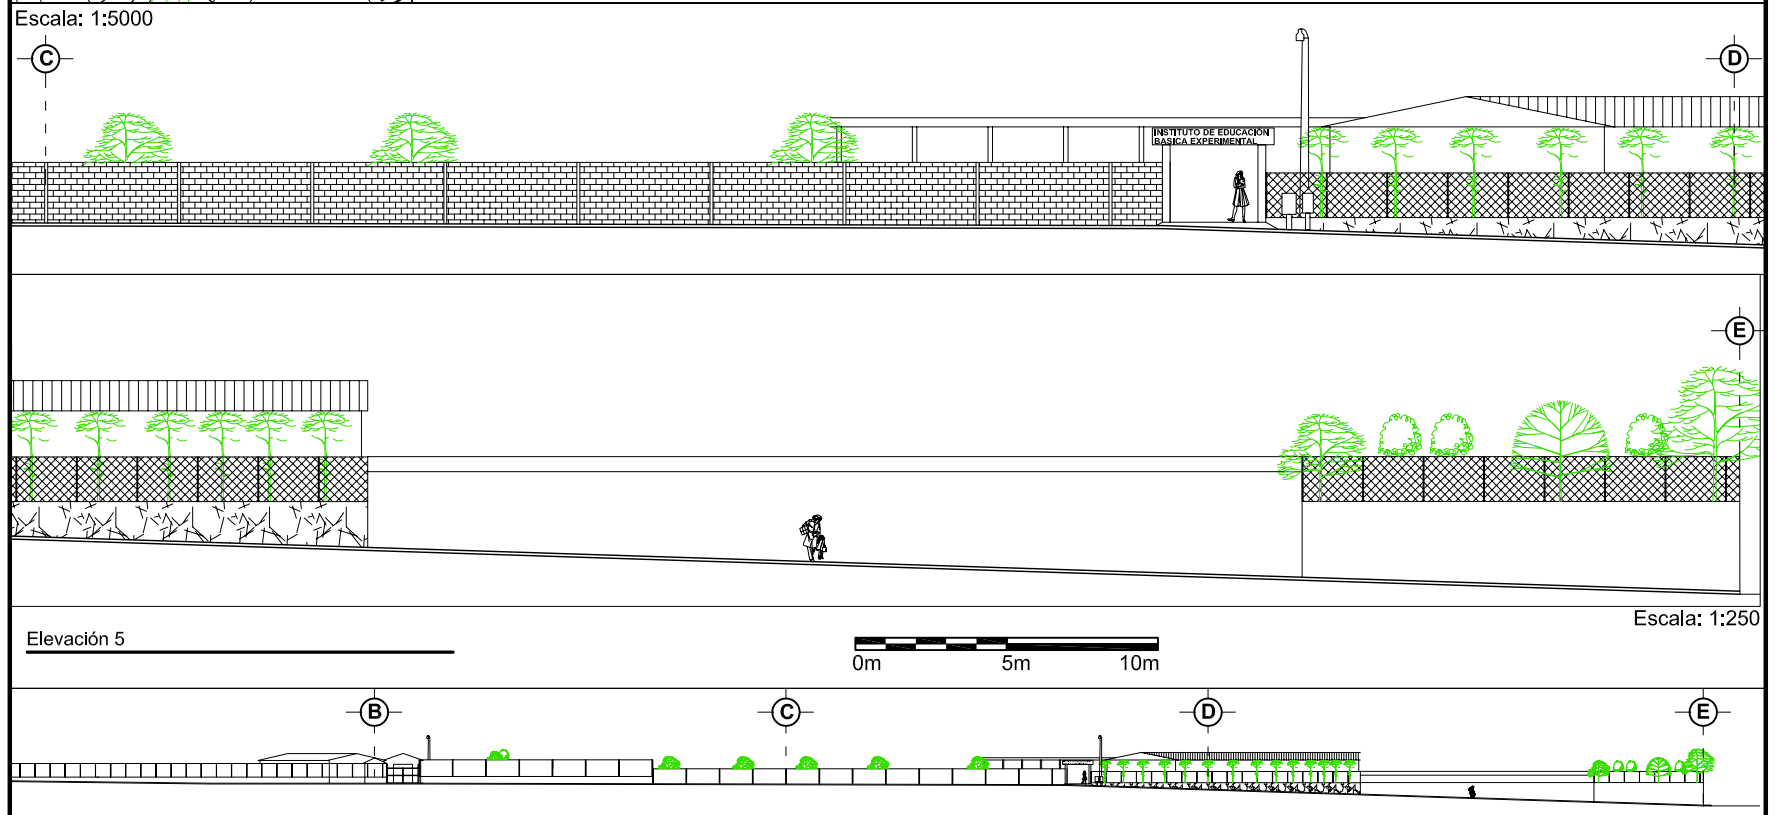 Escala: 1:5000
C
D
INSTITUTO DE EDUCACION
BASICA EXPERIMENTAL
E
Escala: 1:250
Elevación 5
0m 5m 10m
B C D E